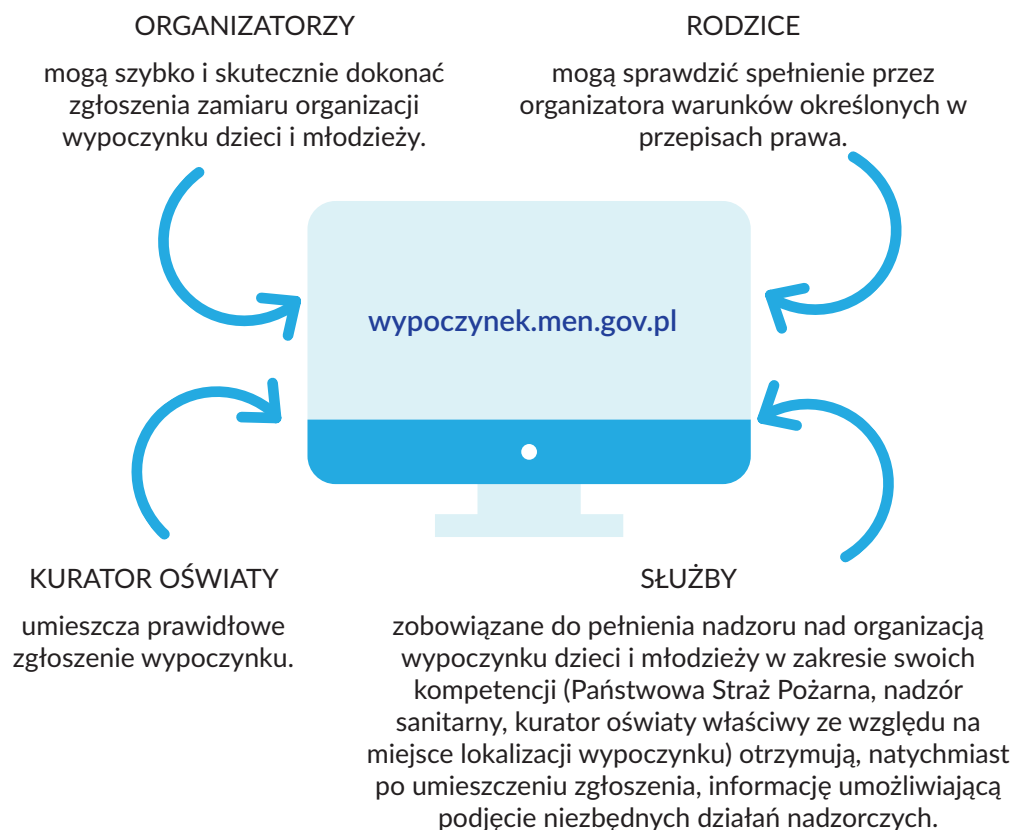 ORGANIZATORZY
mogą szybko i skutecznie dokonać
zgłoszenia zamiaru organizacji
wypoczynku dzieci i młodzieży.
RODZICE
mogą sprawdzić spełnienie przez
organizatora warunków określonych w
przepisach prawa.
wypoczynek.men.gov.pl
KURATOR OŚWIATY
umieszcza prawidłowe
zgłoszenie wypoczynku.
SŁUŻBY
zobowiązane do pełnienia nadzoru nad organizacją
wypoczynku dzieci i młodzieży w zakresie swoich
kompetencji (Państwowa Straż Pożarna, nadzór
sanitarny, kurator oświaty właściwy ze względu na
miejsce lokalizacji wypoczynku) otrzymują, natychmiast
po umieszczeniu zgłoszenia, informację umożliwiającą
podjęcie niezbędnych działań nadzorczych.